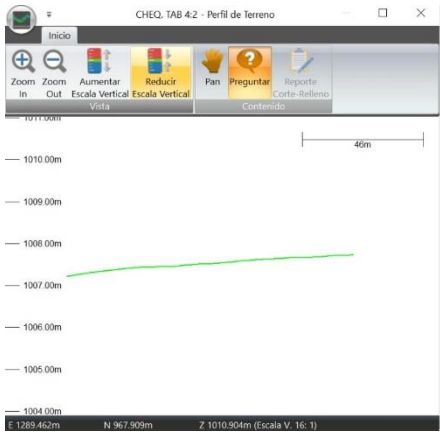 CHEQ. TAB 4:2 - Perfil de Terreno
Inicio
Zoom In
Zoom Out
Aumentar Escala Vertical
Reducir Escala Vertical
Pan
Preguntar
Reporte Corte-Relleno
Vista
Contenido
1011.00m
46m
1010.00m
1009.00m
1008.00m
1007.00m
1006.00m
1005.00m
1004.00m
E 1289.462m N 967.909m Z 1010.904m (Escala V. 16: 1)